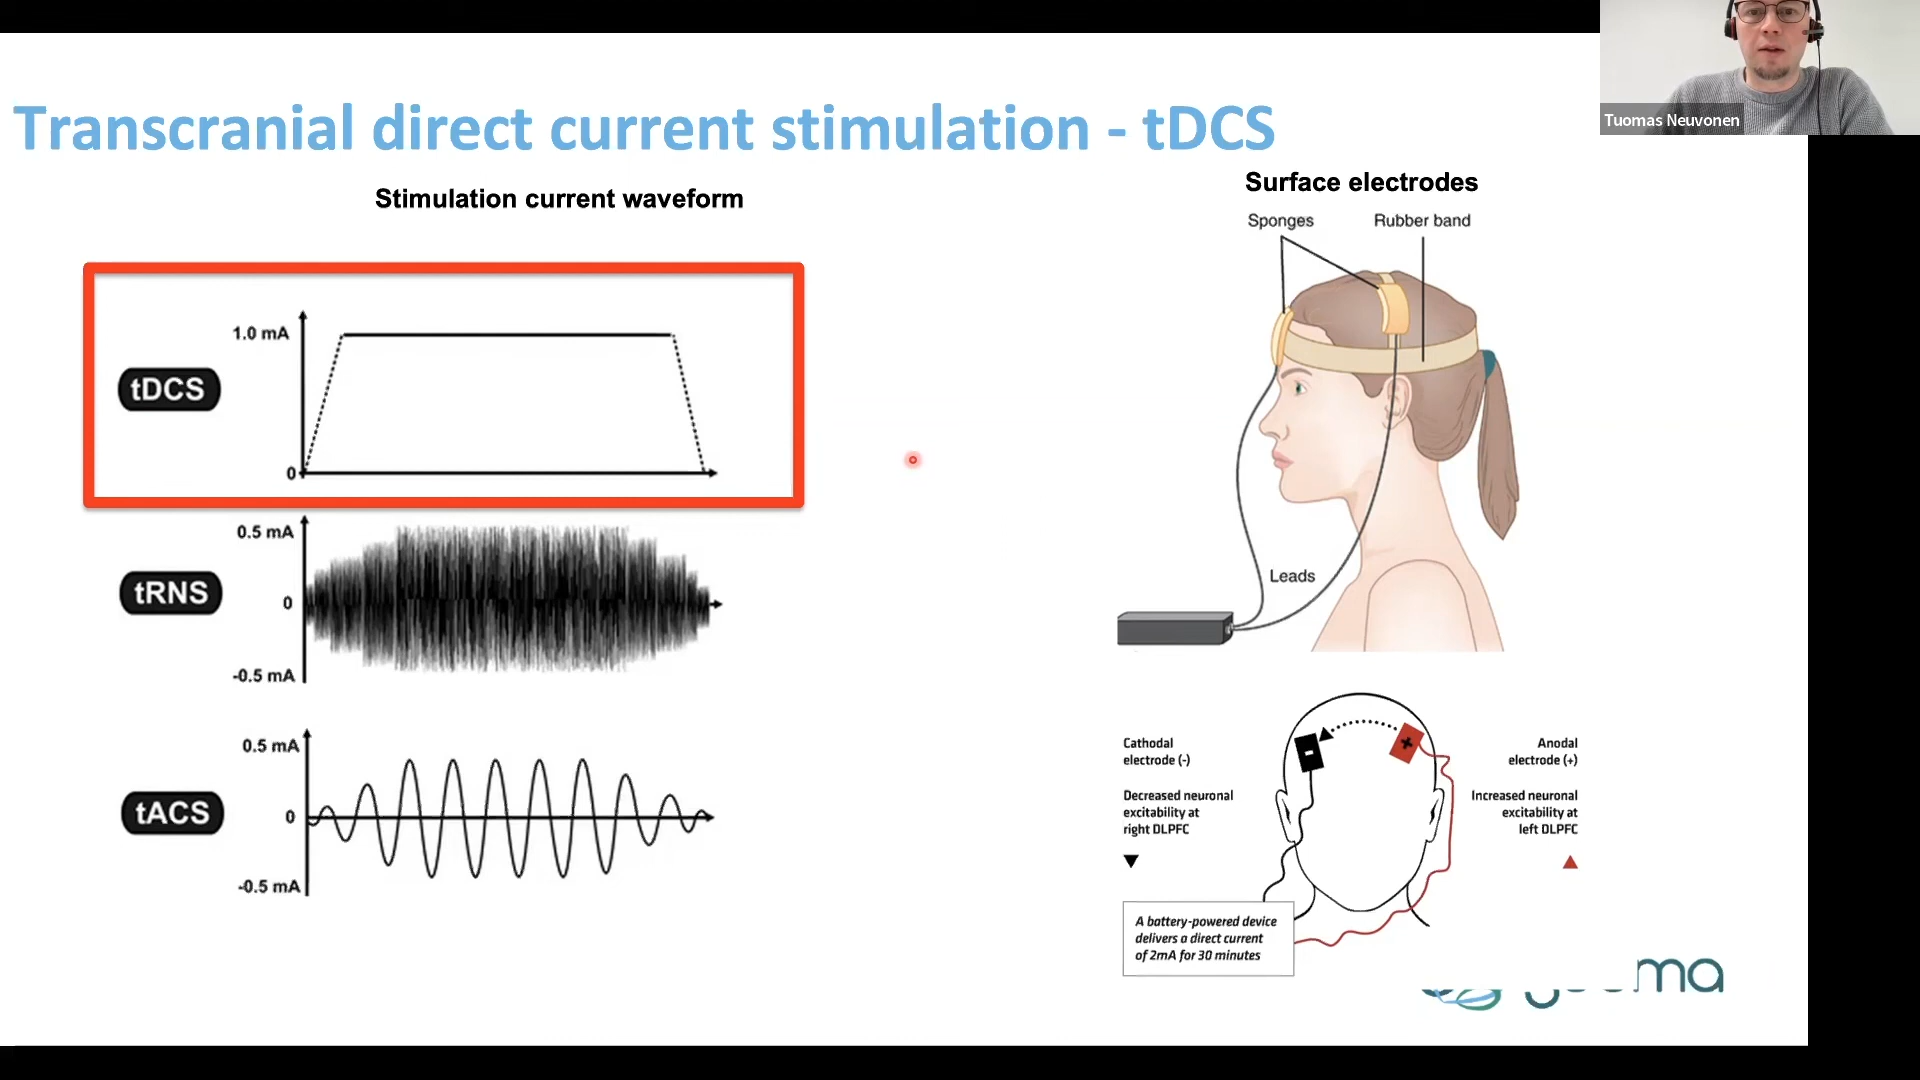 Tuomas Neuvonen
Transcranial direct current stimulation - tDCS
Stimulation current waveform
1.0 mA
tDCS
0
0.5 mA
tRNS
0
-0.5 mA
0.5 mA
tACS
0
-0.5 mA
Surface electrodes
Sponges
Rubber band
Leads
Cathodal
electrode (-)
Decreased neuronal
excitability at
right DLPFC
-
+
Anodal
electrode (+)
Increased neuronal
excitability at
left DLPFC
A battery-powered device
delivers a direct current
of 2mA for 30 minutes